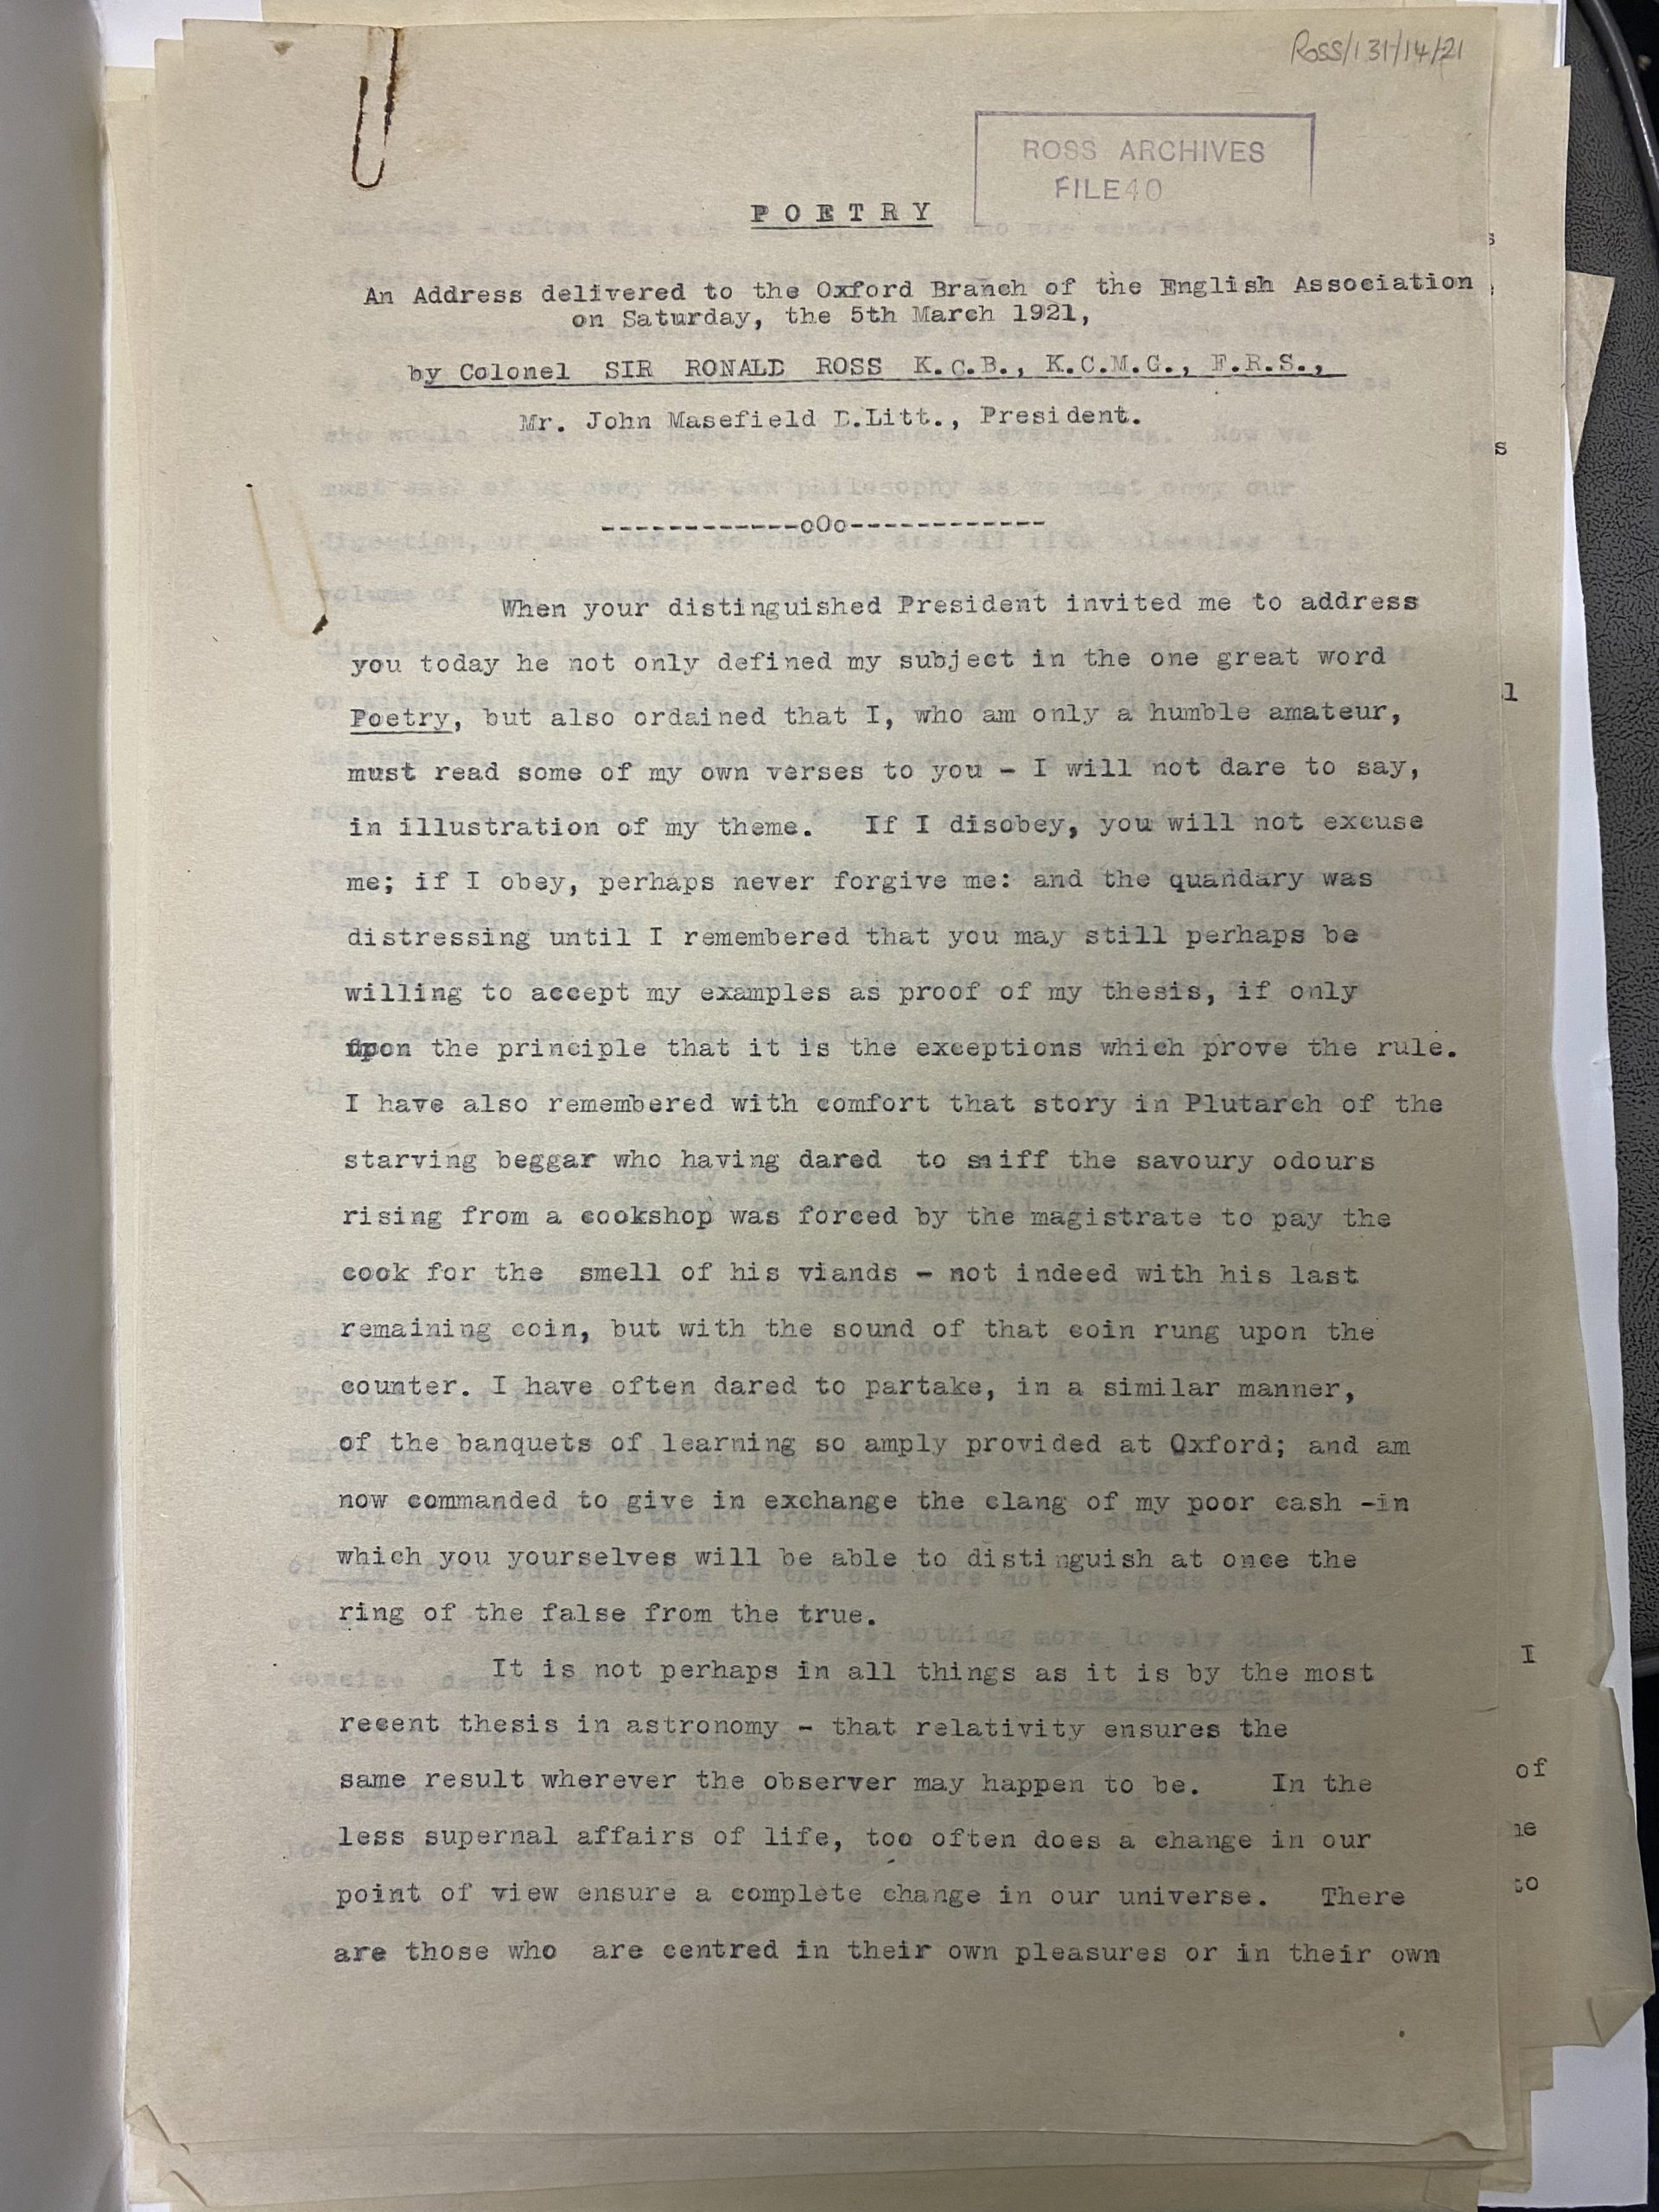 Ross/131/14/21
ROSS ARCHIVES
FILE 40
POETRY
An Address delivered to the Oxford Branch of the English Association
on Saturday, the 5th March 1921,
by Colonel SIR RONALD ROSS K.C.B., K.C.M.G., F.R.S.,
Mr. John Masefield D.Litt., President.
------------oOo------------
When your distinguished President invited me to address
you today he not only defined my subject in the one great word
Poetry, but also ordained that I, who am only a humble amateur,
must read some of my own verses to you - I will not dare to say,
in illustration of my theme. If I disobey, you will not excuse
me; if I obey, perhaps never forgive me: and the quandary was
distressing until I remembered that you may still perhaps be
willing to accept my examples as proof of my thesis, if only
upon the principle that it is the exceptions which prove the rule.
I have also remembered with comfort that story in Plutarch of the
starving beggar who having dared to sniff the savoury odours
rising from a cookshop was forced by the magistrate to pay the
cook for the smell of his viands - not indeed with his last
remaining coin, but with the sound of that coin rung upon the
counter. I have often dared to partake, in a similar manner,
of the banquets of learning so amply provided at Oxford; and am
now commanded to give in exchange the clang of my poor cash -in
which you yourselves will be able to distinguish at once the
ring of the false from the true.
It is not perhaps in all things as it is by the most
recent thesis in astronomy - that relativity ensures the
same result wherever the observer may happen to be. In the
less supernal affairs of life, too often does a change in our
point of view ensure a complete change in our universe. There
are those who are centred in their own pleasures or in their own
s
s
l
I
of
ne
to